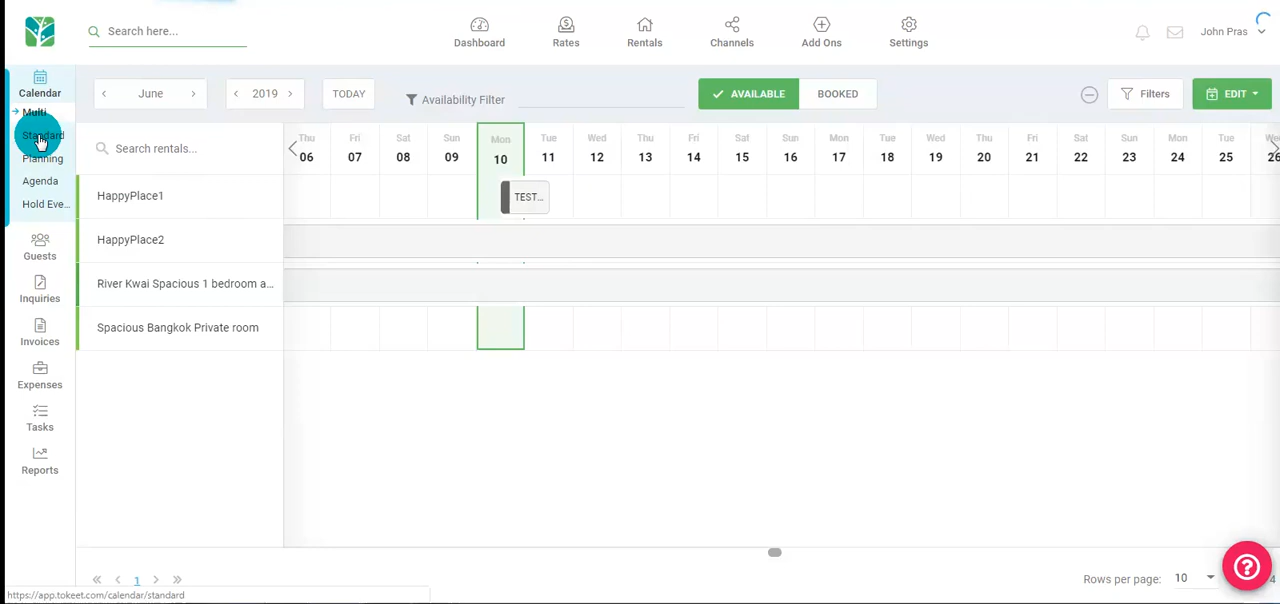 Search here...
Dashboard
Rates
Rentals
Channels
Add Ons
Settings
John Pras
Calendar
Multi
Standard
Planning
Agenda
Hold Eve...
Guests
Inquiries
Invoices
Expenses
Tasks
Reports
June
2019
TODAY
Availability Filter
AVAILABLE
BOOKED
Filters
EDIT
Search rentals...
Thu Fri Sat Sun Mon Tue Wed Thu Fri Sat Sun Mon Tue Wed Thu Fri Sat Sun Mon Tue
06 07 08 09 10 11 12 13 14 15 16 17 18 19 20 21 22 23 24 25 26
HappyPlace1
TEST...
HappyPlace2
River Kwai Spacious 1 bedroom a...
Spacious Bangkok Private room
1
Rows per page: 10
https://app.tokeet.com/calendar/standard